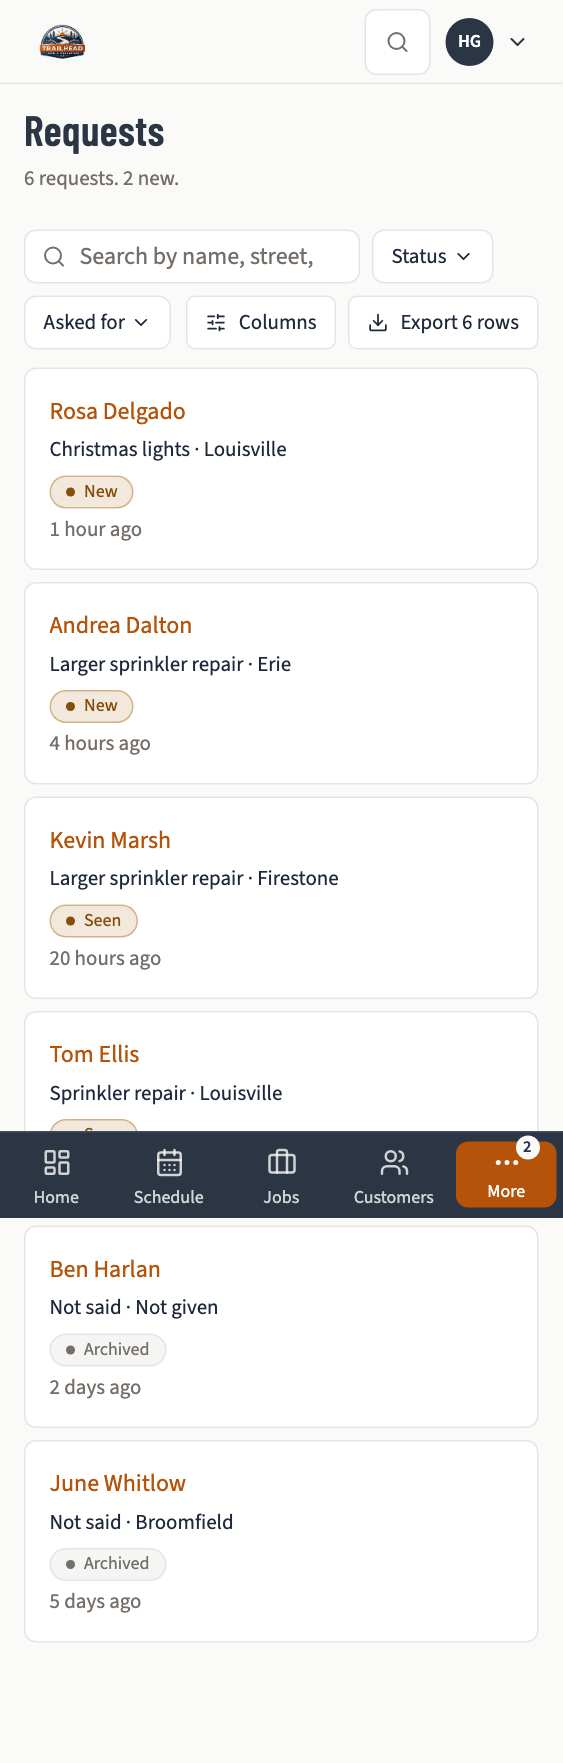 TRAILHEAD
HG
Requests
6 requests. 2 new.
Search by name, street,
Status
Asked for
Columns
Export 6 rows
Rosa Delgado
Christmas lights · Louisville
New
1 hour ago
Andrea Dalton
Larger sprinkler repair · Erie
New
4 hours ago
Kevin Marsh
Larger sprinkler repair · Firestone
Seen
20 hours ago
Tom Ellis
Sprinkler repair · Louisville
2
Home
Schedule
Jobs
Customers
More
Ben Harlan
Not said · Not given
Archived
2 days ago
June Whitlow
Not said · Broomfield
Archived
5 days ago